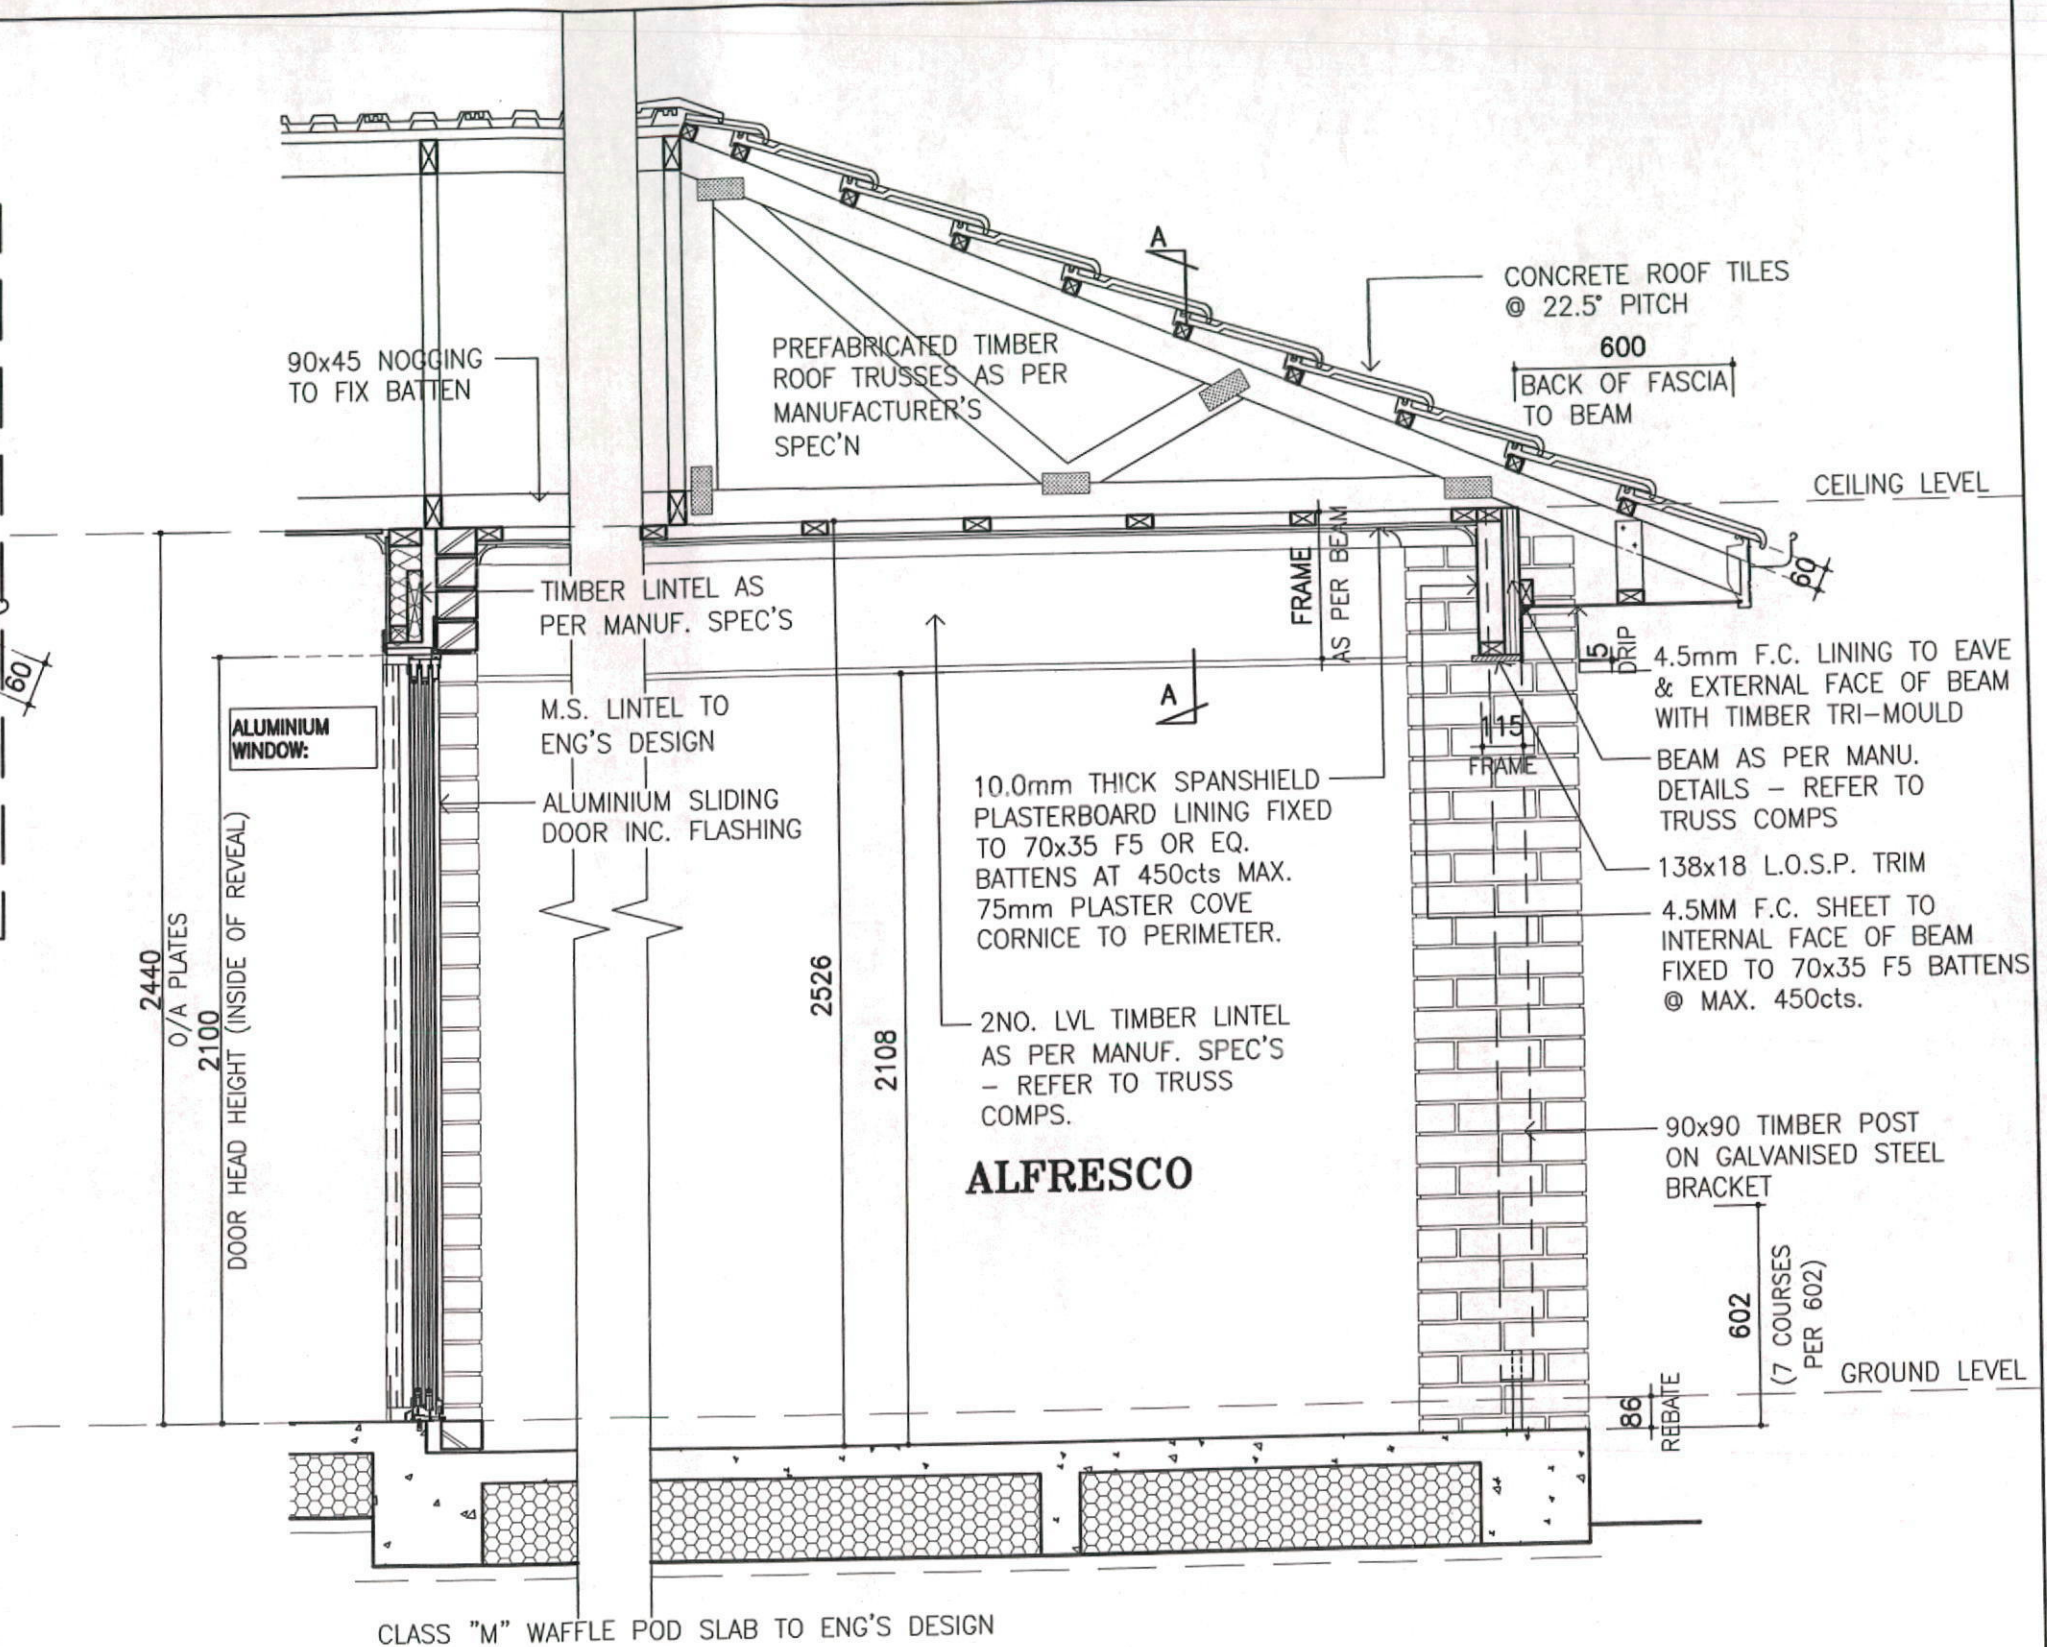 A
CONCRETE ROOF TILES
@ 22.5° PITCH
600
BACK OF FASCIA
TO BEAM
90x45 NOGGING
TO FIX BATTEN
PREFABRICATED TIMBER
ROOF TRUSSES AS PER
MANUFACTURER'S
SPEC'N
CEILING LEVEL
FRAME
AS PER BEAM
60
TIMBER LINTEL AS
PER MANUF. SPEC'S
15
DRIP
4.5mm F.C. LINING TO EAVE
& EXTERNAL FACE OF BEAM
WITH TIMBER TRI-MOULD
60
A
M.S. LINTEL TO
ENG'S DESIGN
ALUMINIUM
WINDOW:
115
FRAME
BEAM AS PER MANU.
DETAILS - REFER TO
TRUSS COMPS
ALUMINIUM SLIDING
DOOR INC. FLASHING
10.0mm THICK SPANSHIELD
PLASTERBOARD LINING FIXED
TO 70x35 F5 OR EQ.
BATTENS AT 450cts MAX.
75mm PLASTER COVE
CORNICE TO PERIMETER.
138x18 L.O.S.P. TRIM
4.5MM F.C. SHEET TO
INTERNAL FACE OF BEAM
FIXED TO 70x35 F5 BATTENS
@ MAX. 450cts.
2440
O/A PLATES
2100
DOOR HEAD HEIGHT (INSIDE OF REVEAL)
2526
2108
2NO. LVL TIMBER LINTEL
AS PER MANUF. SPEC'S
- REFER TO TRUSS
COMPS.
90x90 TIMBER POST
ON GALVANISED STEEL
BRACKET
ALFRESCO
602
(7 COURSES
PER 602)
GROUND LEVEL
86
REBATE
CLASS "M" WAFFLE POD SLAB TO ENG'S DESIGN